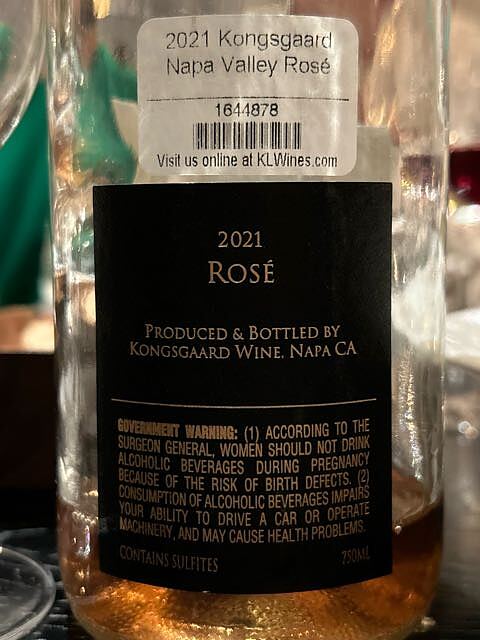 2021 Kongsgaard
Napa Valley Rosé
1644878
Visit us online at KLWines.com
2021
ROSÉ
PRODUCED & BOTTLED BY
KONGSGAARD WINE, NAPA CA
GOVERNMENT WARNING: (1) ACCORDING TO THE
SURGEON GENERAL, WOMEN SHOULD NOT DRINK
ALCOHOLIC BEVERAGES DURING PREGNANCY
BECAUSE OF THE RISK OF BIRTH DEFECTS. (2)
CONSUMPTION OF ALCOHOLIC BEVERAGES IMPAIRS
YOUR ABILITY TO DRIVE A CAR OR OPERATE
MACHINERY, AND MAY CAUSE HEALTH PROBLEMS.
CONTAINS SULFITES 750ML